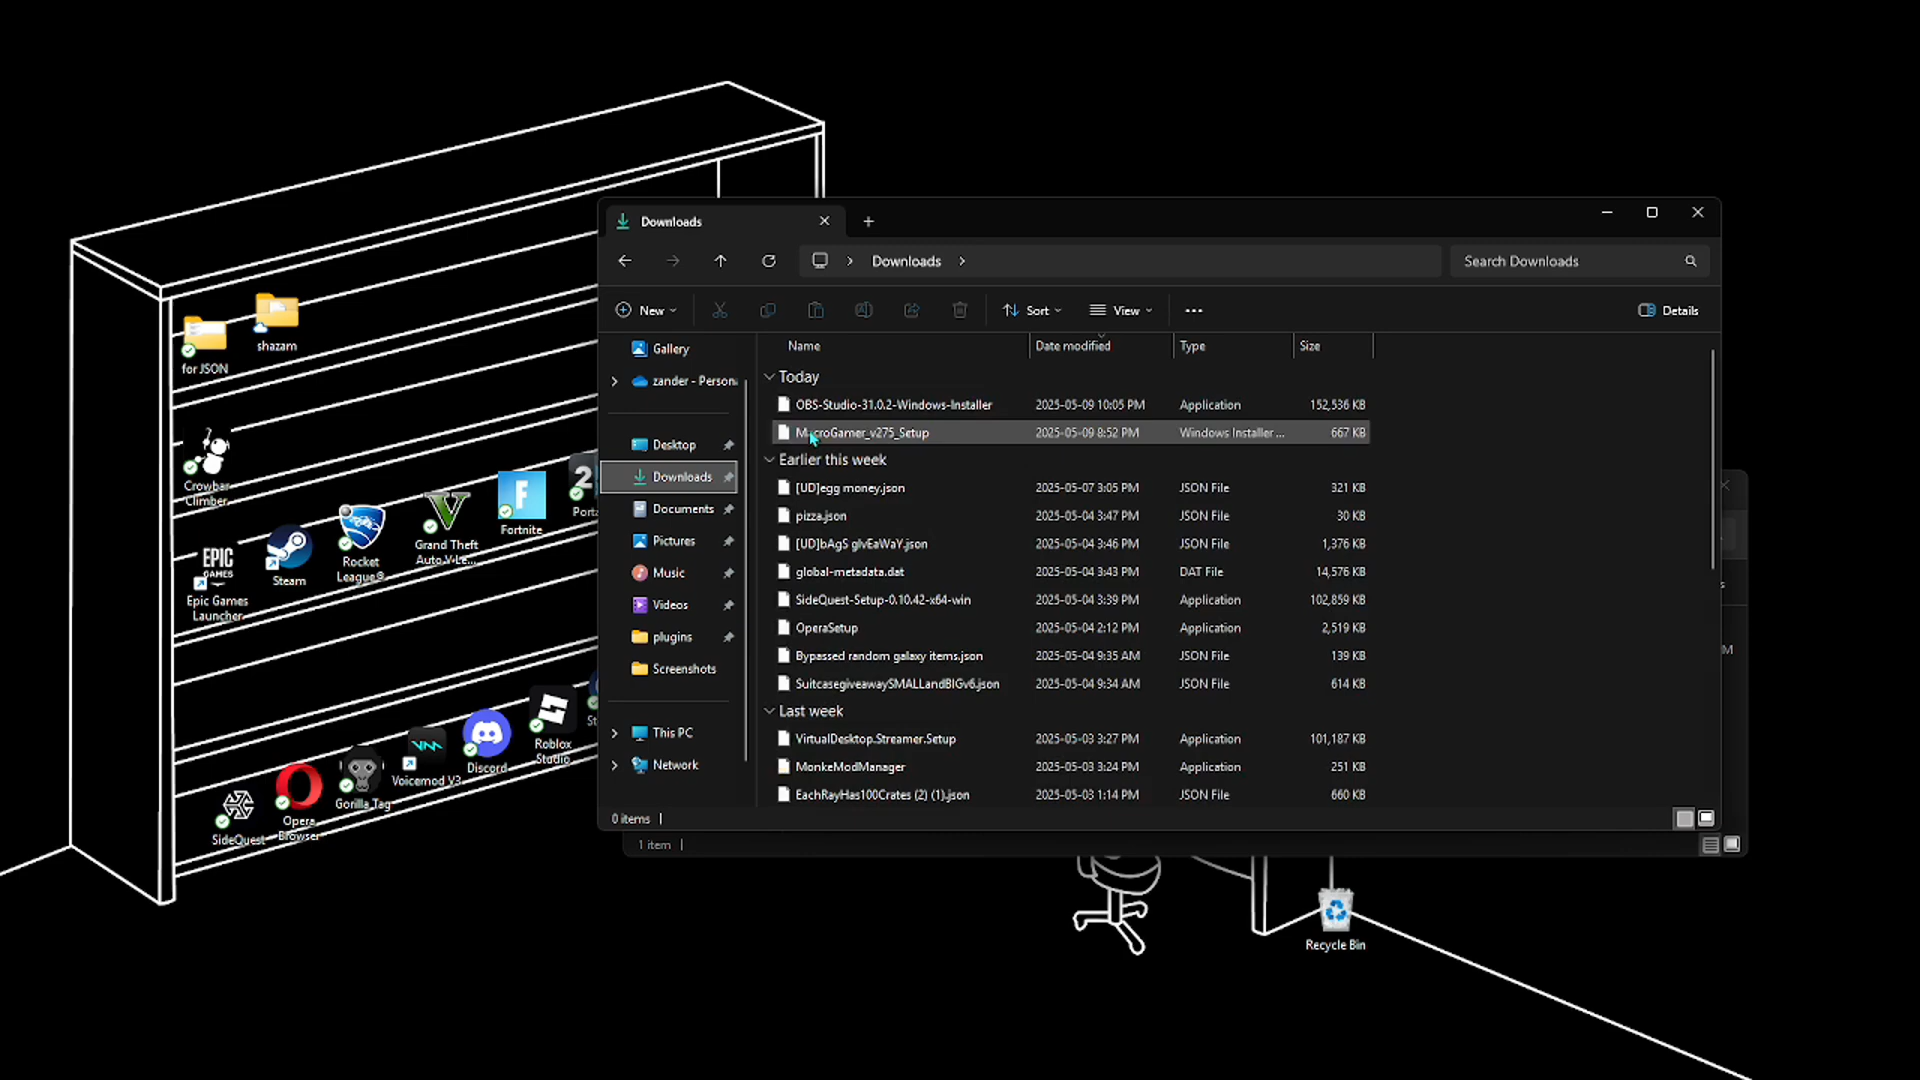 Downloads
Downloads
Search Downloads
New
Sort
View
Details
Gallery
zander - Person
Desktop
Downloads
Documents
Pictures
Music
Videos
plugins
Screenshots
This PC
Network
Name Date modified Type Size
Today
OBS-Studio-31.0.2-Windows-Installer 2025-05-09 10:05 PM Application 152,536 KB
MacroGamer_v275_Setup 2025-05-09 8:52 PM Windows Installer ... 667 KB
Earlier this week
[UD]egg money.json 2025-05-07 3:05 PM JSON File 321 KB
pizza.json 2025-05-04 3:47 PM JSON File 30 KB
[UD]bAgS gIvEaWaY.json 2025-05-04 3:46 PM JSON File 1,376 KB
global-metadata.dat 2025-05-04 3:43 PM DAT File 14,576 KB
SideQuest-Setup-0.10.42-x64-win 2025-05-04 3:39 PM Application 102,859 KB
OperaSetup 2025-05-04 2:12 PM Application 2,519 KB
Bypassed random galaxy items.json 2025-05-04 9:35 AM JSON File 139 KB
SuitcasegiveawaySMALLandBIGv6.json 2025-05-04 9:34 AM JSON File 614 KB
Last week
VirtualDesktop.Streamer.Setup 2025-05-03 3:27 PM Application 101,187 KB
MonkeModManager 2025-05-03 3:24 PM Application 251 KB
EachRayHas100Crates (2) (1).json 2025-05-03 1:14 PM JSON File 660 KB
0 items
1 item
for JSON
shazam
Crowbar
Climber
EPIC
GAMES
Epic Games
Launcher
Steam
Rocket
League®
Grand Theft
Auto V Le...
F
Fortnite
2
Porta
SideQuest
Opera
Browser
Gorilla Tag
Voicemod V3
Discord
Roblox
Studio
St
s
M
Recycle Bin